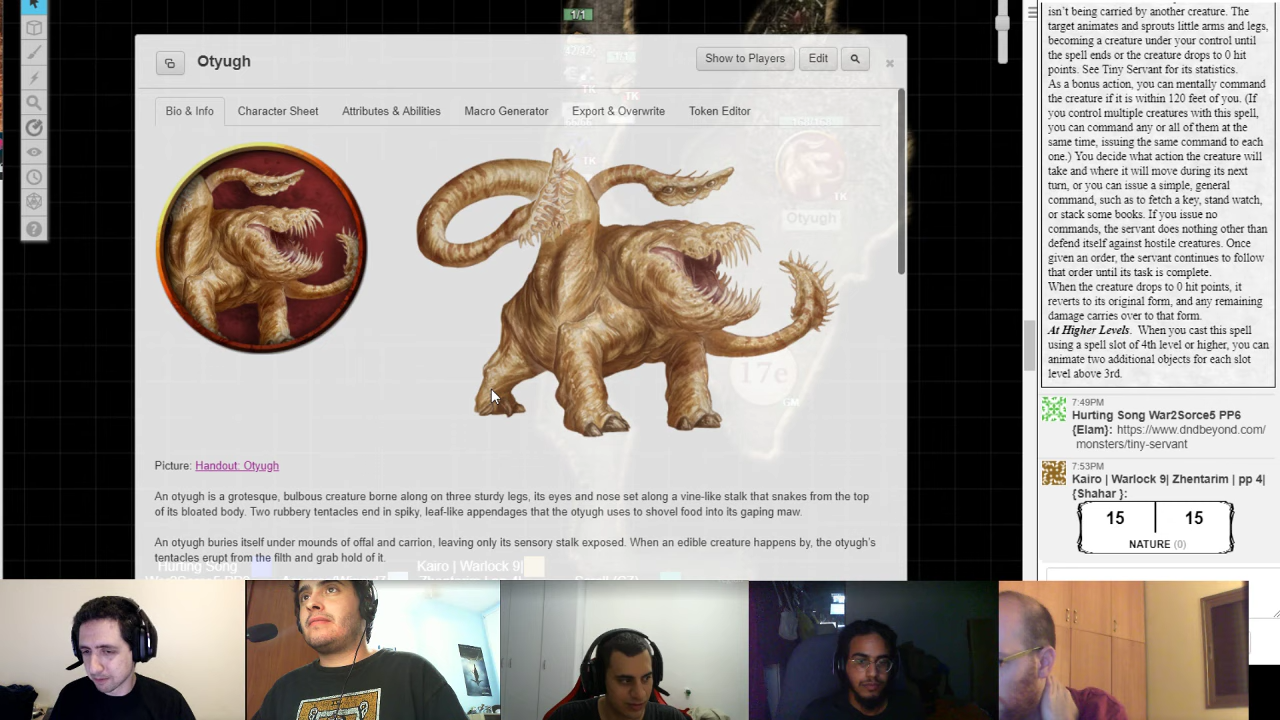 1/1
Otyugh
Show to Players
Edit
Bio & Info
Character Sheet
Attributes & Abilities
Macro Generator
Export & Overwrite
Token Editor
TK
TK
TK
TK
Otyugh
17e
GM
Picture: Handout: Otyugh
An otyugh is a grotesque, bulbous creature borne along on three sturdy legs, its eyes and nose set along a vine-like stalk that snakes from the top
of its bloated body. Two rubbery tentacles end in spiky, leaf-like appendages that the otyugh uses to shovel food into its gaping maw.
An otyugh buries itself under mounds of offal and carrion, leaving only its sensory stalk exposed. When an edible creature happens by, the otyugh's
tentacles erupt from the filth and grab hold of it.
Hurting Song
Kairo | Warlock 9|
isn't being carried by another creature. The
target animates and sprouts little arms and legs,
becoming a creature under your control until
the spell ends or the creature drops to 0 hit
points. See Tiny Servant for its statistics.
As a bonus action, you can mentally command
the creature if it is within 120 feet of you. (If
you control multiple creatures with this spell,
you can command any or all of them at the
same time, issuing the same command to each
one.) You decide what action the creature will
take and where it will move during its next
turn, or you can issue a simple, general
command, such as to fetch a key, stand watch,
or stack some books. If you issue no
commands, the servant does nothing other than
defend itself against hostile creatures. Once
given an order, the servant continues to follow
that order until its task is complete.
When the creature drops to 0 hit points, it
reverts to its original form, and any remaining
damage carries over to that form.
At Higher Levels. When you cast this spell
using a spell slot of 4th level or higher, you can
animate two additional objects for each slot
level above 3rd.
7:49PM
Hurting Song War2Sorce5 PP6
{Elam}: https://www.dndbeyond.com/
monsters/tiny-servant
7:53PM
Kairo | Warlock 9| Zhentarim | pp 4|
{Shahar }:
15 15
NATURE (0)